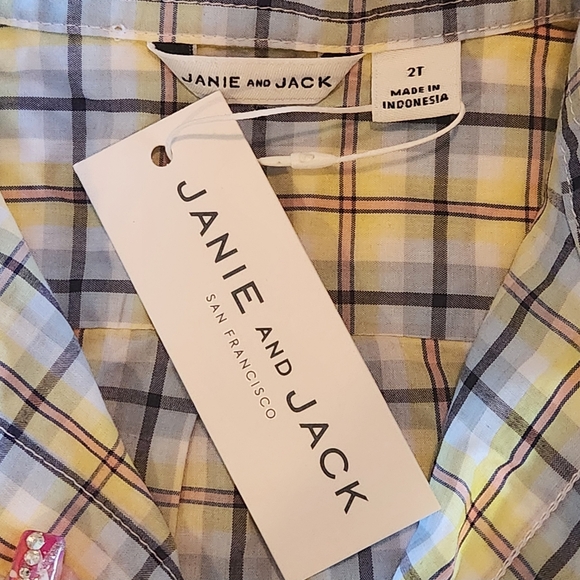 JANIE AND JACK
2T
MADE IN
INDONESIA
JANIE AND JACK
SAN FRANCISCO